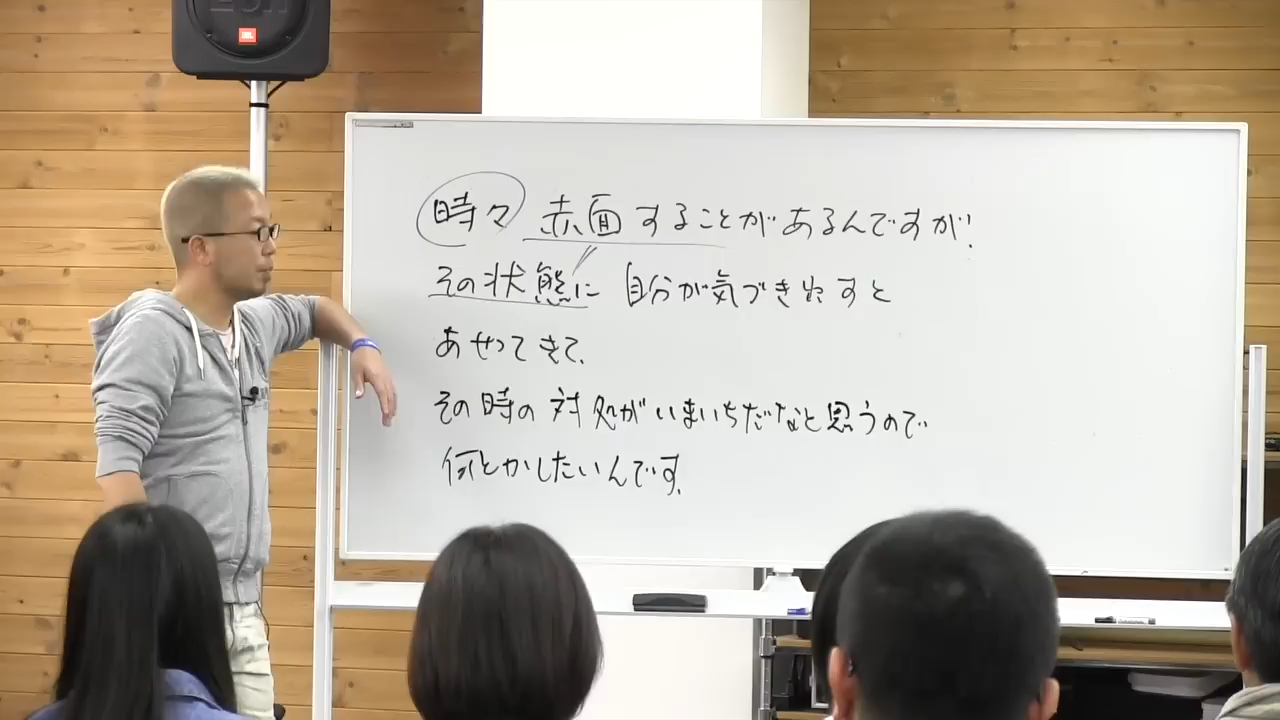 JBL
時々 赤面することがあるんですが、
その状態に 自分が気づき出すと
あせってきて、
その時の対処がいまいちだなと思うので
何とかしたいんです。